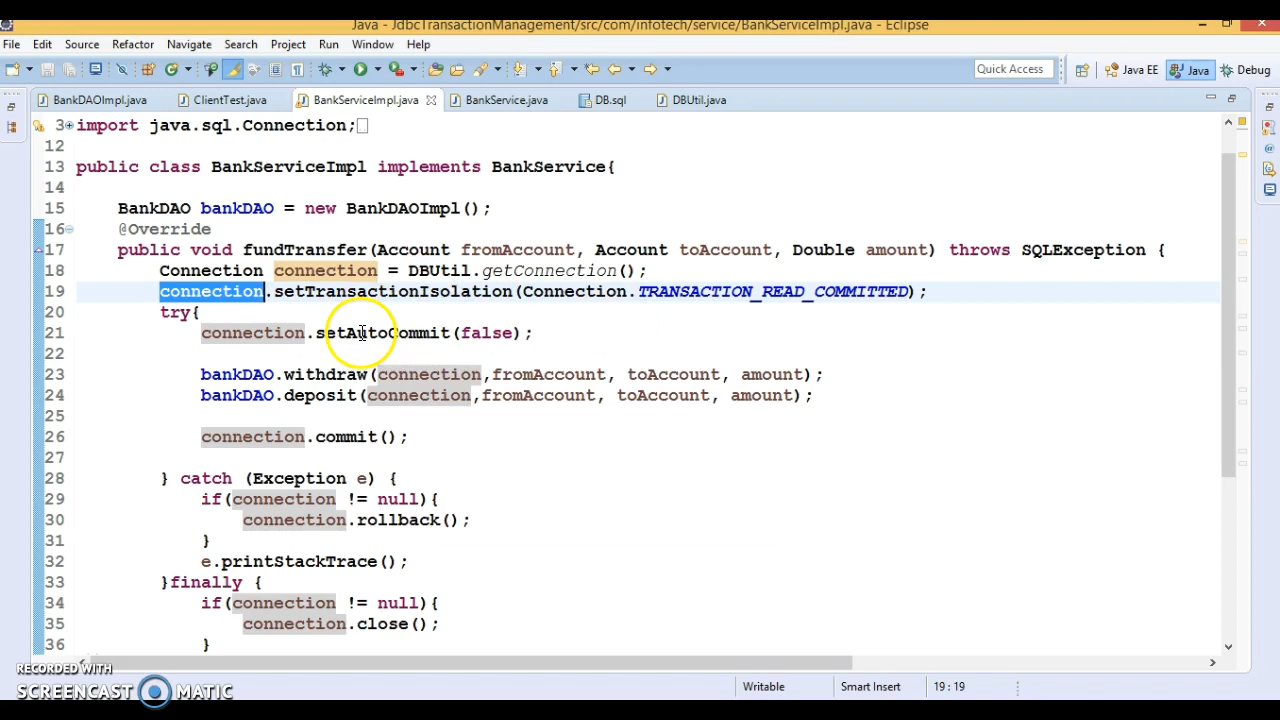 Java - JdbcTransactionManagement/src/com/infotech/service/BankServiceImpl.java - Eclipse
File Edit Source Refactor Navigate Search Project Run Window Help
Quick Access Java EE Java Debug
BankDAOImpl.java ClientTest.java BankServiceImpl.java BankService.java DB.sql DBUtil.java
3 import java.sql.Connection;
12
13 public class BankServiceImpl implements BankService{
14
15 BankDAO bankDAO = new BankDAOImpl();
16 @Override
17 public void fundTransfer(Account fromAccount, Account toAccount, Double amount) throws SQLException {
18 Connection connection = DBUtil.getConnection();
19 connection.setTransactionIsolation(Connection.TRANSACTION_READ_COMMITTED);
20 try{
21 connection.setAutoCommit(false);
22
23 bankDAO.withdraw(connection,fromAccount, toAccount, amount);
24 bankDAO.deposit(connection,fromAccount, toAccount, amount);
25
26 connection.commit();
27
28 } catch (Exception e) {
29 if(connection != null){
30 connection.rollback();
31 }
32 e.printStackTrace();
33 }finally {
34 if(connection != null){
35 connection.close();
36 }
RECORDED WITH
SCREENCAST MATIC
Writable Smart Insert 19 : 19